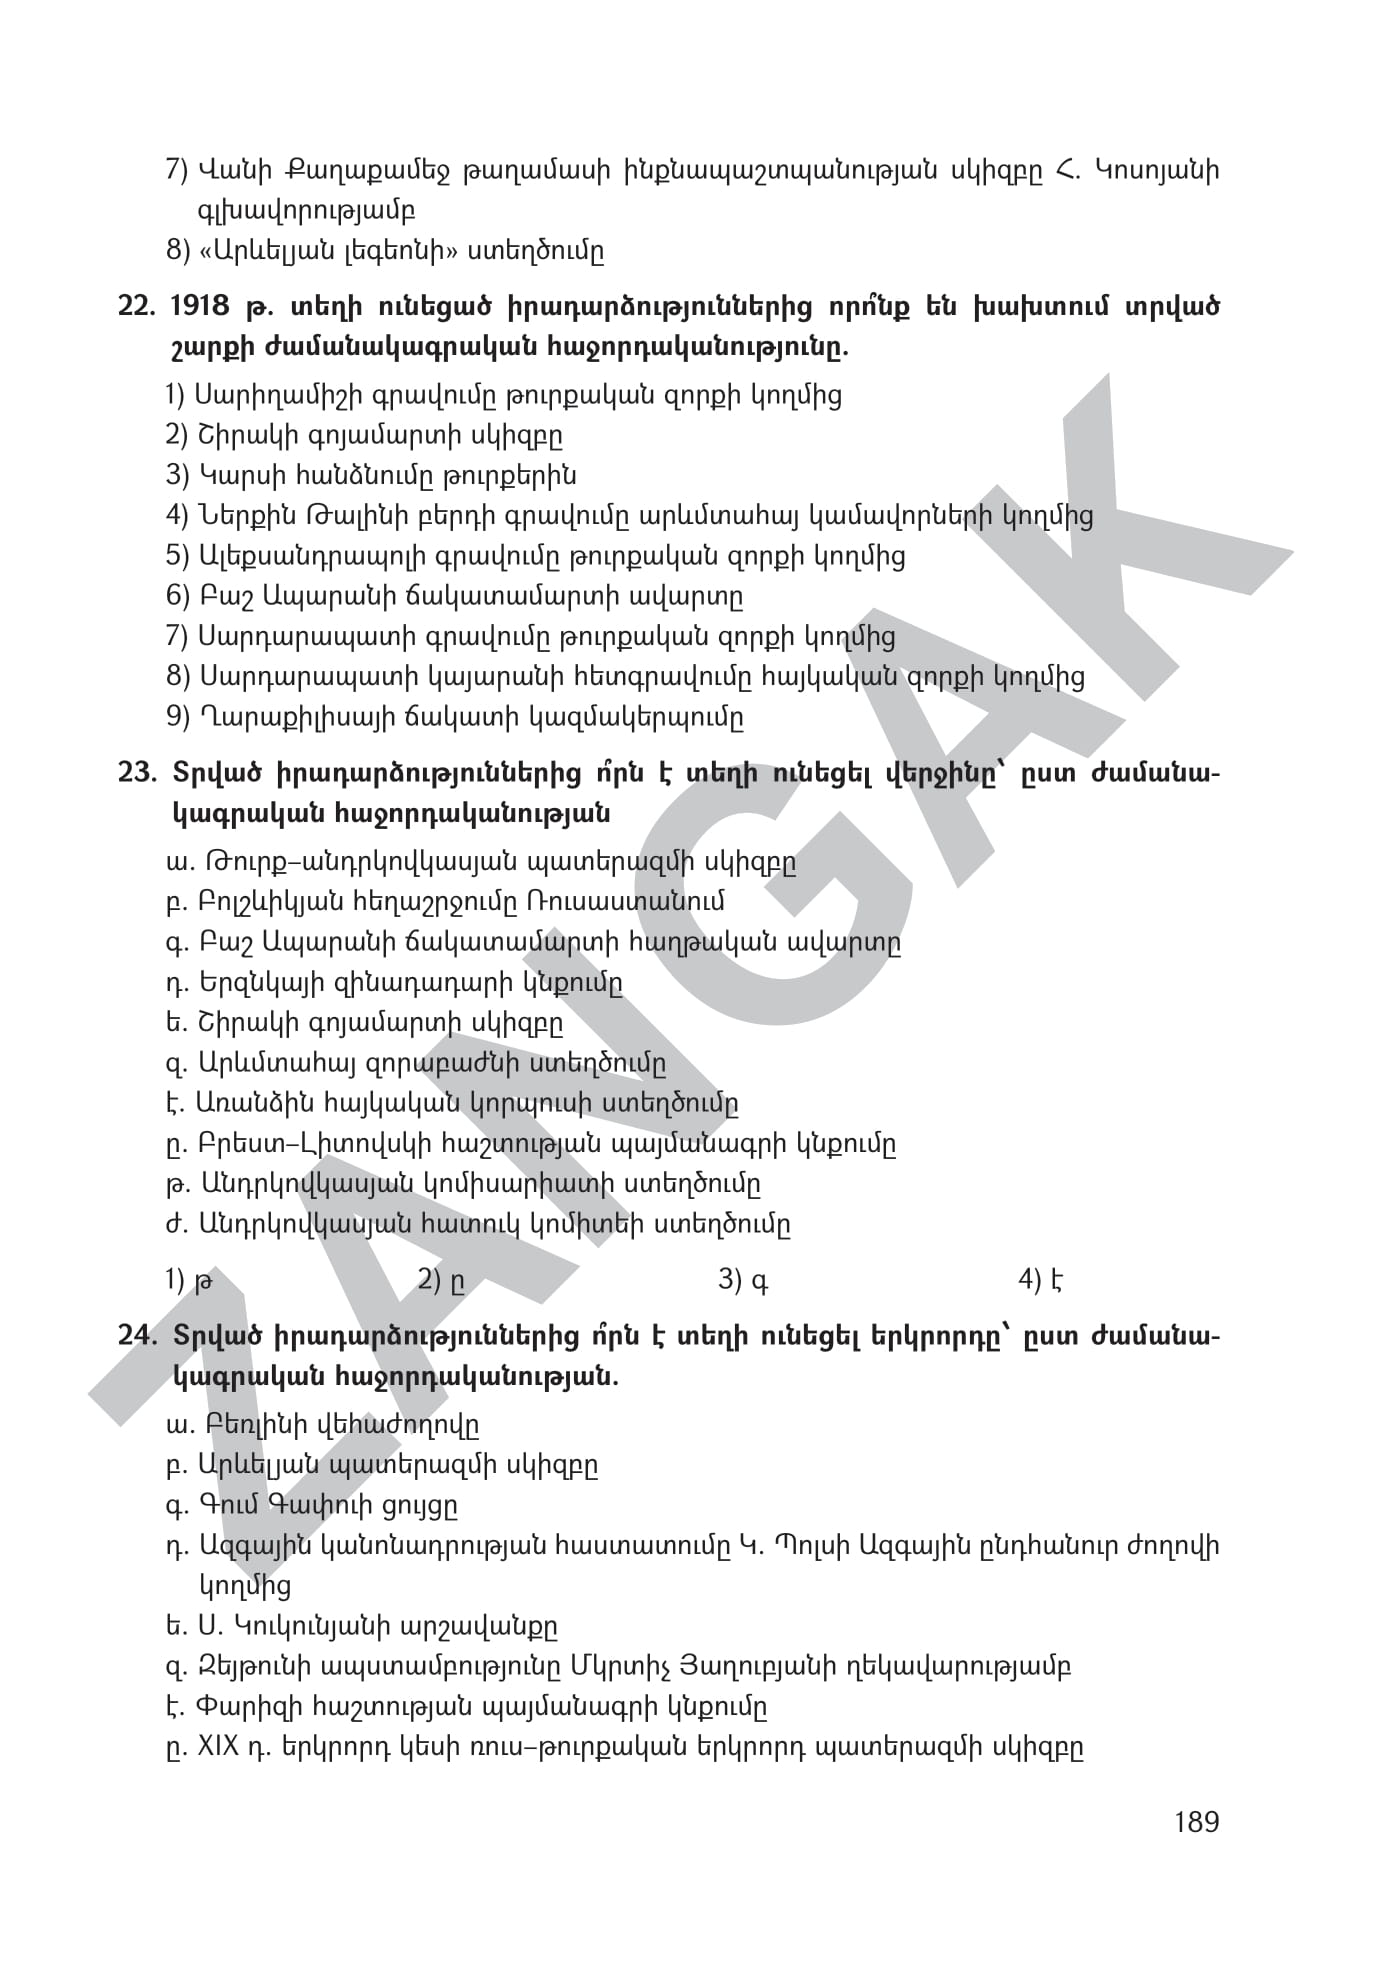 7) Վանի Քաղաքամեջ թաղամասի ինքնապաշտպանության սկիզբը Հ. Կոսոյանի
գլխավորությամբ
8) «Արևելյան լեգեոնի» ստեղծումը
22. 1918 թ. տեղի ունեցած իրադարձություններից որո՞նք են խախտում տրված
շարքի ժամանակագրական հաջորդականությունը.
1) Սարիղամիշի գրավումը թուրքական զորքի կողմից
2) Շիրակի գոյամարտի սկիզբը
3) Կարսի հանձնումը թուրքերին
4) Ներքին Թալինի բերդի գրավումը արևմտահայ կամավորների կողմից
5) Ալեքսանդրապոլի գրավումը թուրքական զորքի կողմից
6) Բաշ Ապարանի ճակատամարտի ավարտը
7) Սարդարապատի գրավումը թուրքական զորքի կողմից
8) Սարդարապատի կայարանի հետգրավումը հայկական զորքի կողմից
9) Ղարաքիլիսայի ճակատի կազմակերպումը
23. Տրված իրադարձություններից ո՞րն է տեղի ունեցել վերջինը՝ ըստ ժամանա-
կագրական հաջորդականության
ա. Թուրք–անդրկովկասյան պատերազմի սկիզբը
բ. Բոլշևիկյան հեղաշրջումը Ռուսաստանում
գ. Բաշ Ապարանի ճակատամարտի հաղթական ավարտը
դ. Երզնկայի զինադադարի կնքումը
ե. Շիրակի գոյամարտի սկիզբը
զ. Արևմտահայ զորաբաժնի ստեղծումը
է. Առանձին հայկական կորպուսի ստեղծումը
ը. Բրեստ–Լիտովսկի հաշտության պայմանագրի կնքումը
թ. Անդրկովկասյան կոմիսարիատի ստեղծումը
ժ. Անդրկովկասյան հատուկ կոմիտեի ստեղծումը
1) թ 2) ը 3) գ 4) է
24. Տրված իրադարձություններից ո՞րն է տեղի ունեցել երկրորդը՝ ըստ ժամանա-
կագրական հաջորդականության.
ա. Բեռլինի վեհաժողովը
բ. Արևելյան պատերազմի սկիզբը
գ. Գում Գափուի ցույցը
դ. Ազգային կանոնադրության հաստատումը Կ. Պոլսի Ազգային ընդհանուր ժողովի
կողմից
ե. Ս. Կուկունյանի արշավանքը
զ. Զեյթունի ապստամբությունը Մկրտիչ Յաղուբյանի ղեկավարությամբ
է. Փարիզի հաշտության պայմանագրի կնքումը
ը. XIX դ. երկրորդ կեսի ռուս–թուրքական երկրորդ պատերազմի սկիզբը
189
ZANGAK